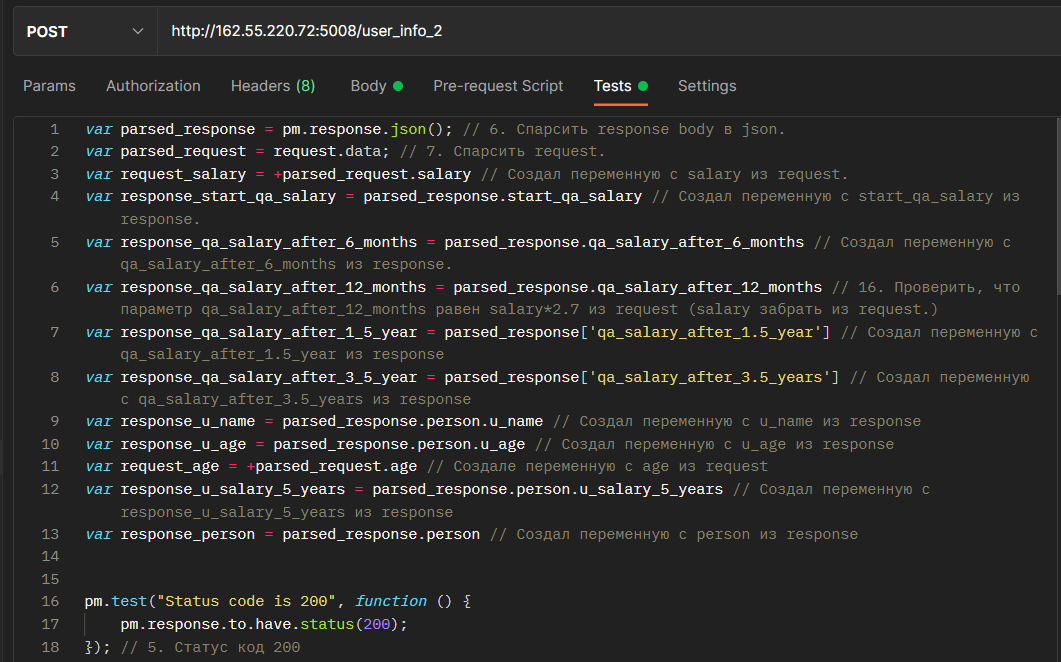 POST http://162.55.220.72:5008/user_info_2
Params Authorization Headers (8) Body Pre-request Script Tests Settings
1 var parsed_response = pm.response.json(); // 6. Спарсить response body в json.
2 var parsed_request = request.data; // 7. Спарсить request.
3 var request_salary = +parsed_request.salary // Создал переменную с salary из request.
4 var response_start_qa_salary = parsed_response.start_qa_salary // Создал переменную с start_qa_salary из
response.
5 var response_qa_salary_after_6_months = parsed_response.qa_salary_after_6_months // Создал переменную с
qa_salary_after_6_months из response.
6 var response_qa_salary_after_12_months = parsed_response.qa_salary_after_12_months // 16. Проверить, что
параметр qa_salary_after_12_months равен salary*2.7 из request (salary забрать из request.)
7 var response_qa_salary_after_1_5_year = parsed_response['qa_salary_after_1.5_year'] // Создал переменную с
qa_salary_after_1.5_year из response
8 var response_qa_salary_after_3_5_year = parsed_response['qa_salary_after_3.5_years'] // Создал переменную
с qa_salary_after_3.5_years из response
9 var response_u_name = parsed_response.person.u_name // Создал переменную с u_name из response
10 var response_u_age = parsed_response.person.u_age // Создал переменную с u_age из response
11 var request_age = +parsed_request.age // Создале переменную с age из request
12 var response_u_salary_5_years = parsed_response.person.u_salary_5_years // Создал переменную с
response_u_salary_5_years из response
13 var response_person = parsed_response.person // Создал переменную с person из response
14
15
16 pm.test("Status code is 200", function () {
17 pm.response.to.have.status(200);
18 }); // 5. Статус код 200